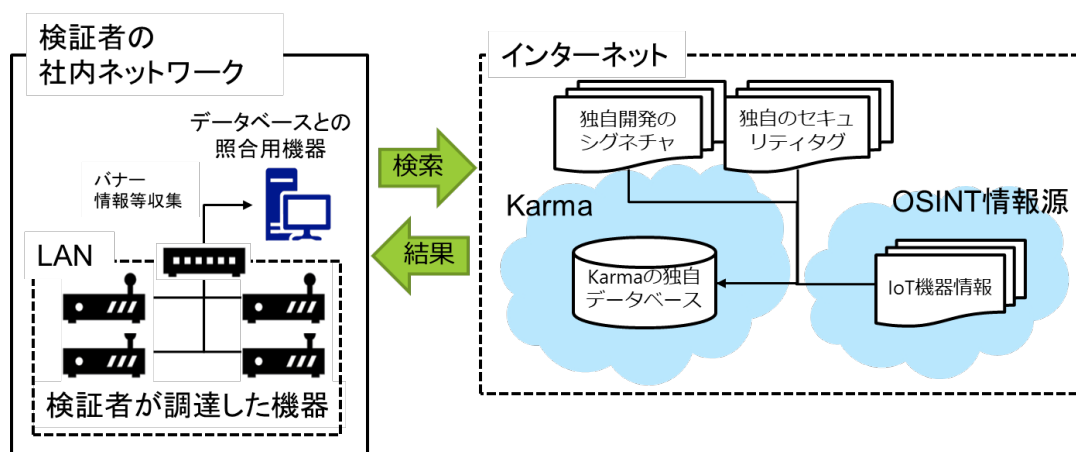 検証者の
社内ネットワーク
データベースとの
照合用機器
バナー
情報等収集
LAN
検証者が調達した機器
検索
結果
インターネット
独自開発の
シグネチャ
独自のセキュ
リティタグ
Karma
OSINT情報源
Karmaの独自
データベース
IoT機器情報